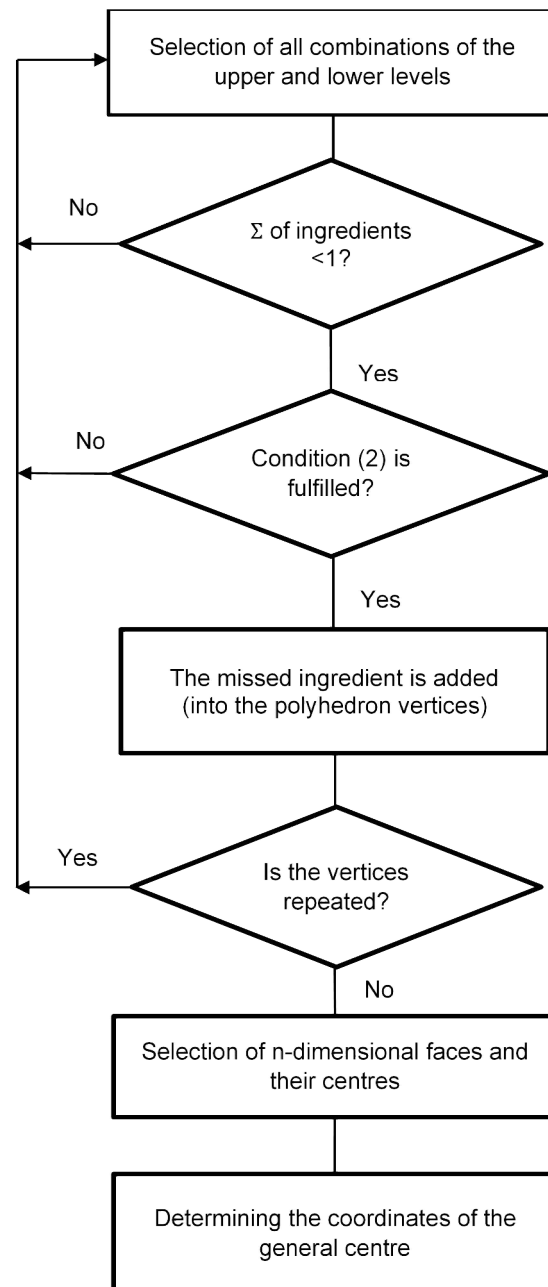 Selection of all combinations of the
upper and lower levels
No
Σ of ingredients
<1?
Yes
No
Condition (2) is
fulfilled?
Yes
The missed ingredient is added
(into the polyhedron vertices)
Yes
Is the vertices
repeated?
No
Selection of n-dimensional faces and
their centres
Determining the coordinates of the
general centre